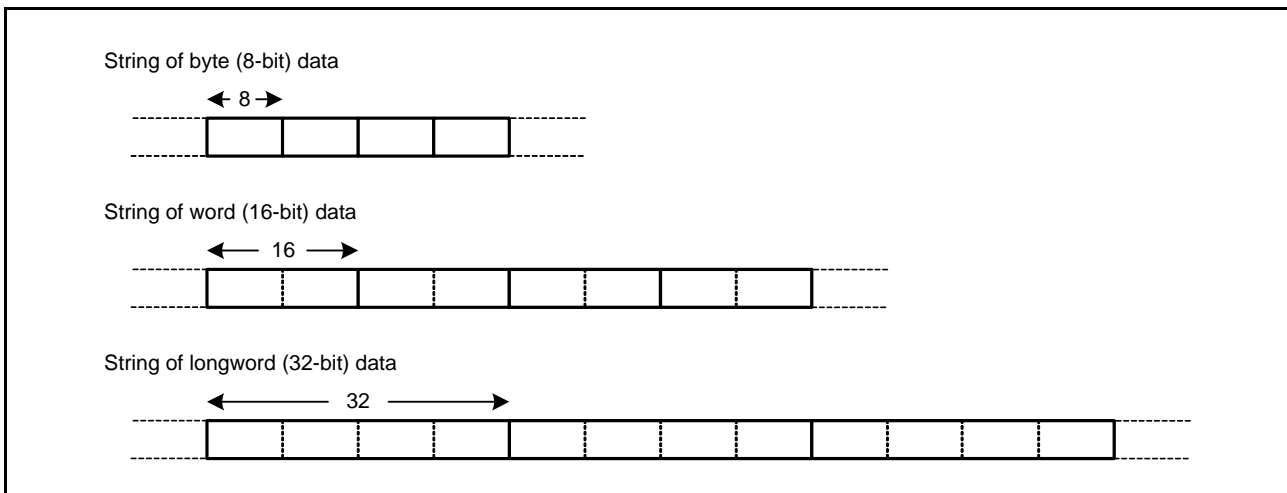 String of byte (8-bit) data
8
String of word (16-bit) data
16
String of longword (32-bit) data
32